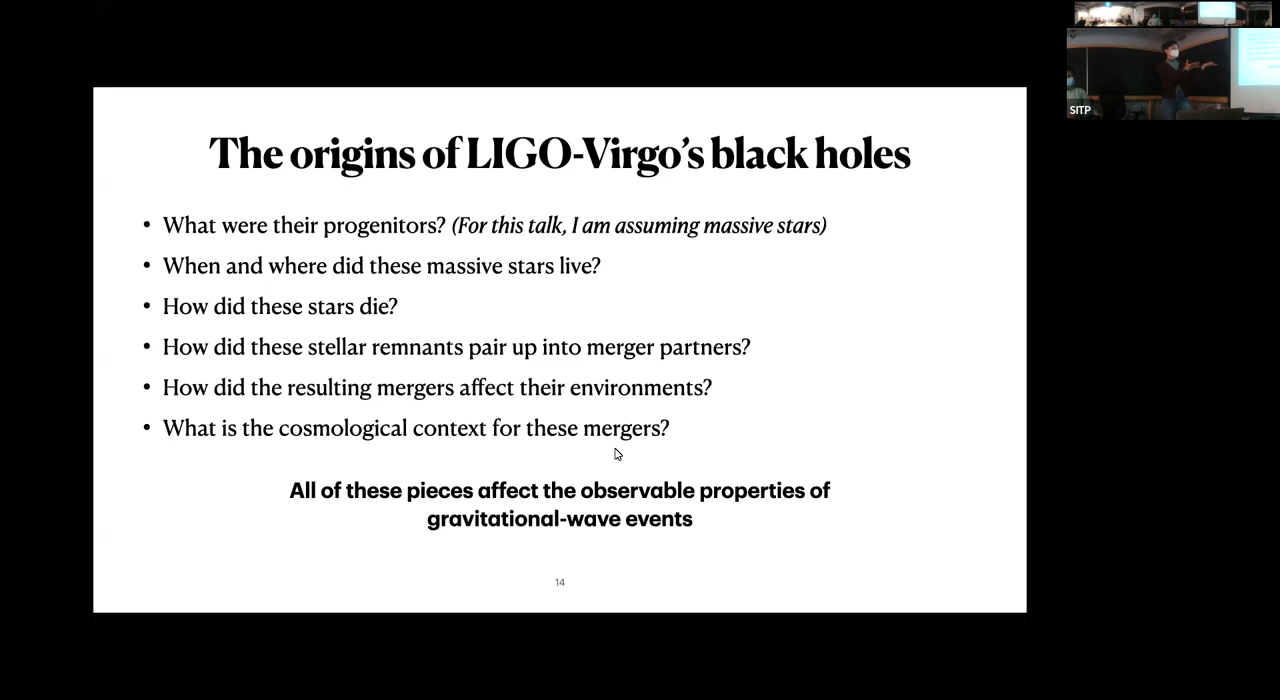 The origins of LIGO-Virgo's black holes
• What were their progenitors? (For this talk, I am assuming massive stars)
• When and where did these massive stars live?
• How did these stars die?
• How did these stellar remnants pair up into merger partners?
• How did the resulting mergers affect their environments?
• What is the cosmological context for these mergers?
All of these pieces affect the observable properties of
gravitational-wave events
14
SITP